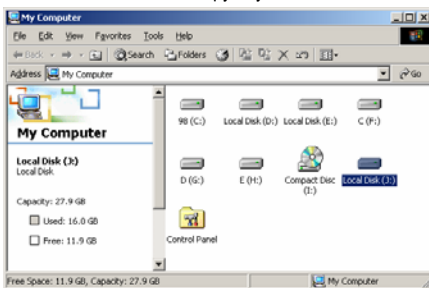 My Computer
File Edit View Favorites Tools Help
Back Search Folders
Address My Computer Go
My Computer
Local Disk (J:)
Local Disk
Capacity: 27.9 GB
Used: 16.0 GB
Free: 11.9 GB
98 (C:) Local Disk (D:) Local Disk (E:) C (F:)
D (G:) E (H:) Compact Disc (I:) Local Disk (J:)
Control Panel
Free Space: 11.9 GB, Capacity: 27.9 GB My Computer